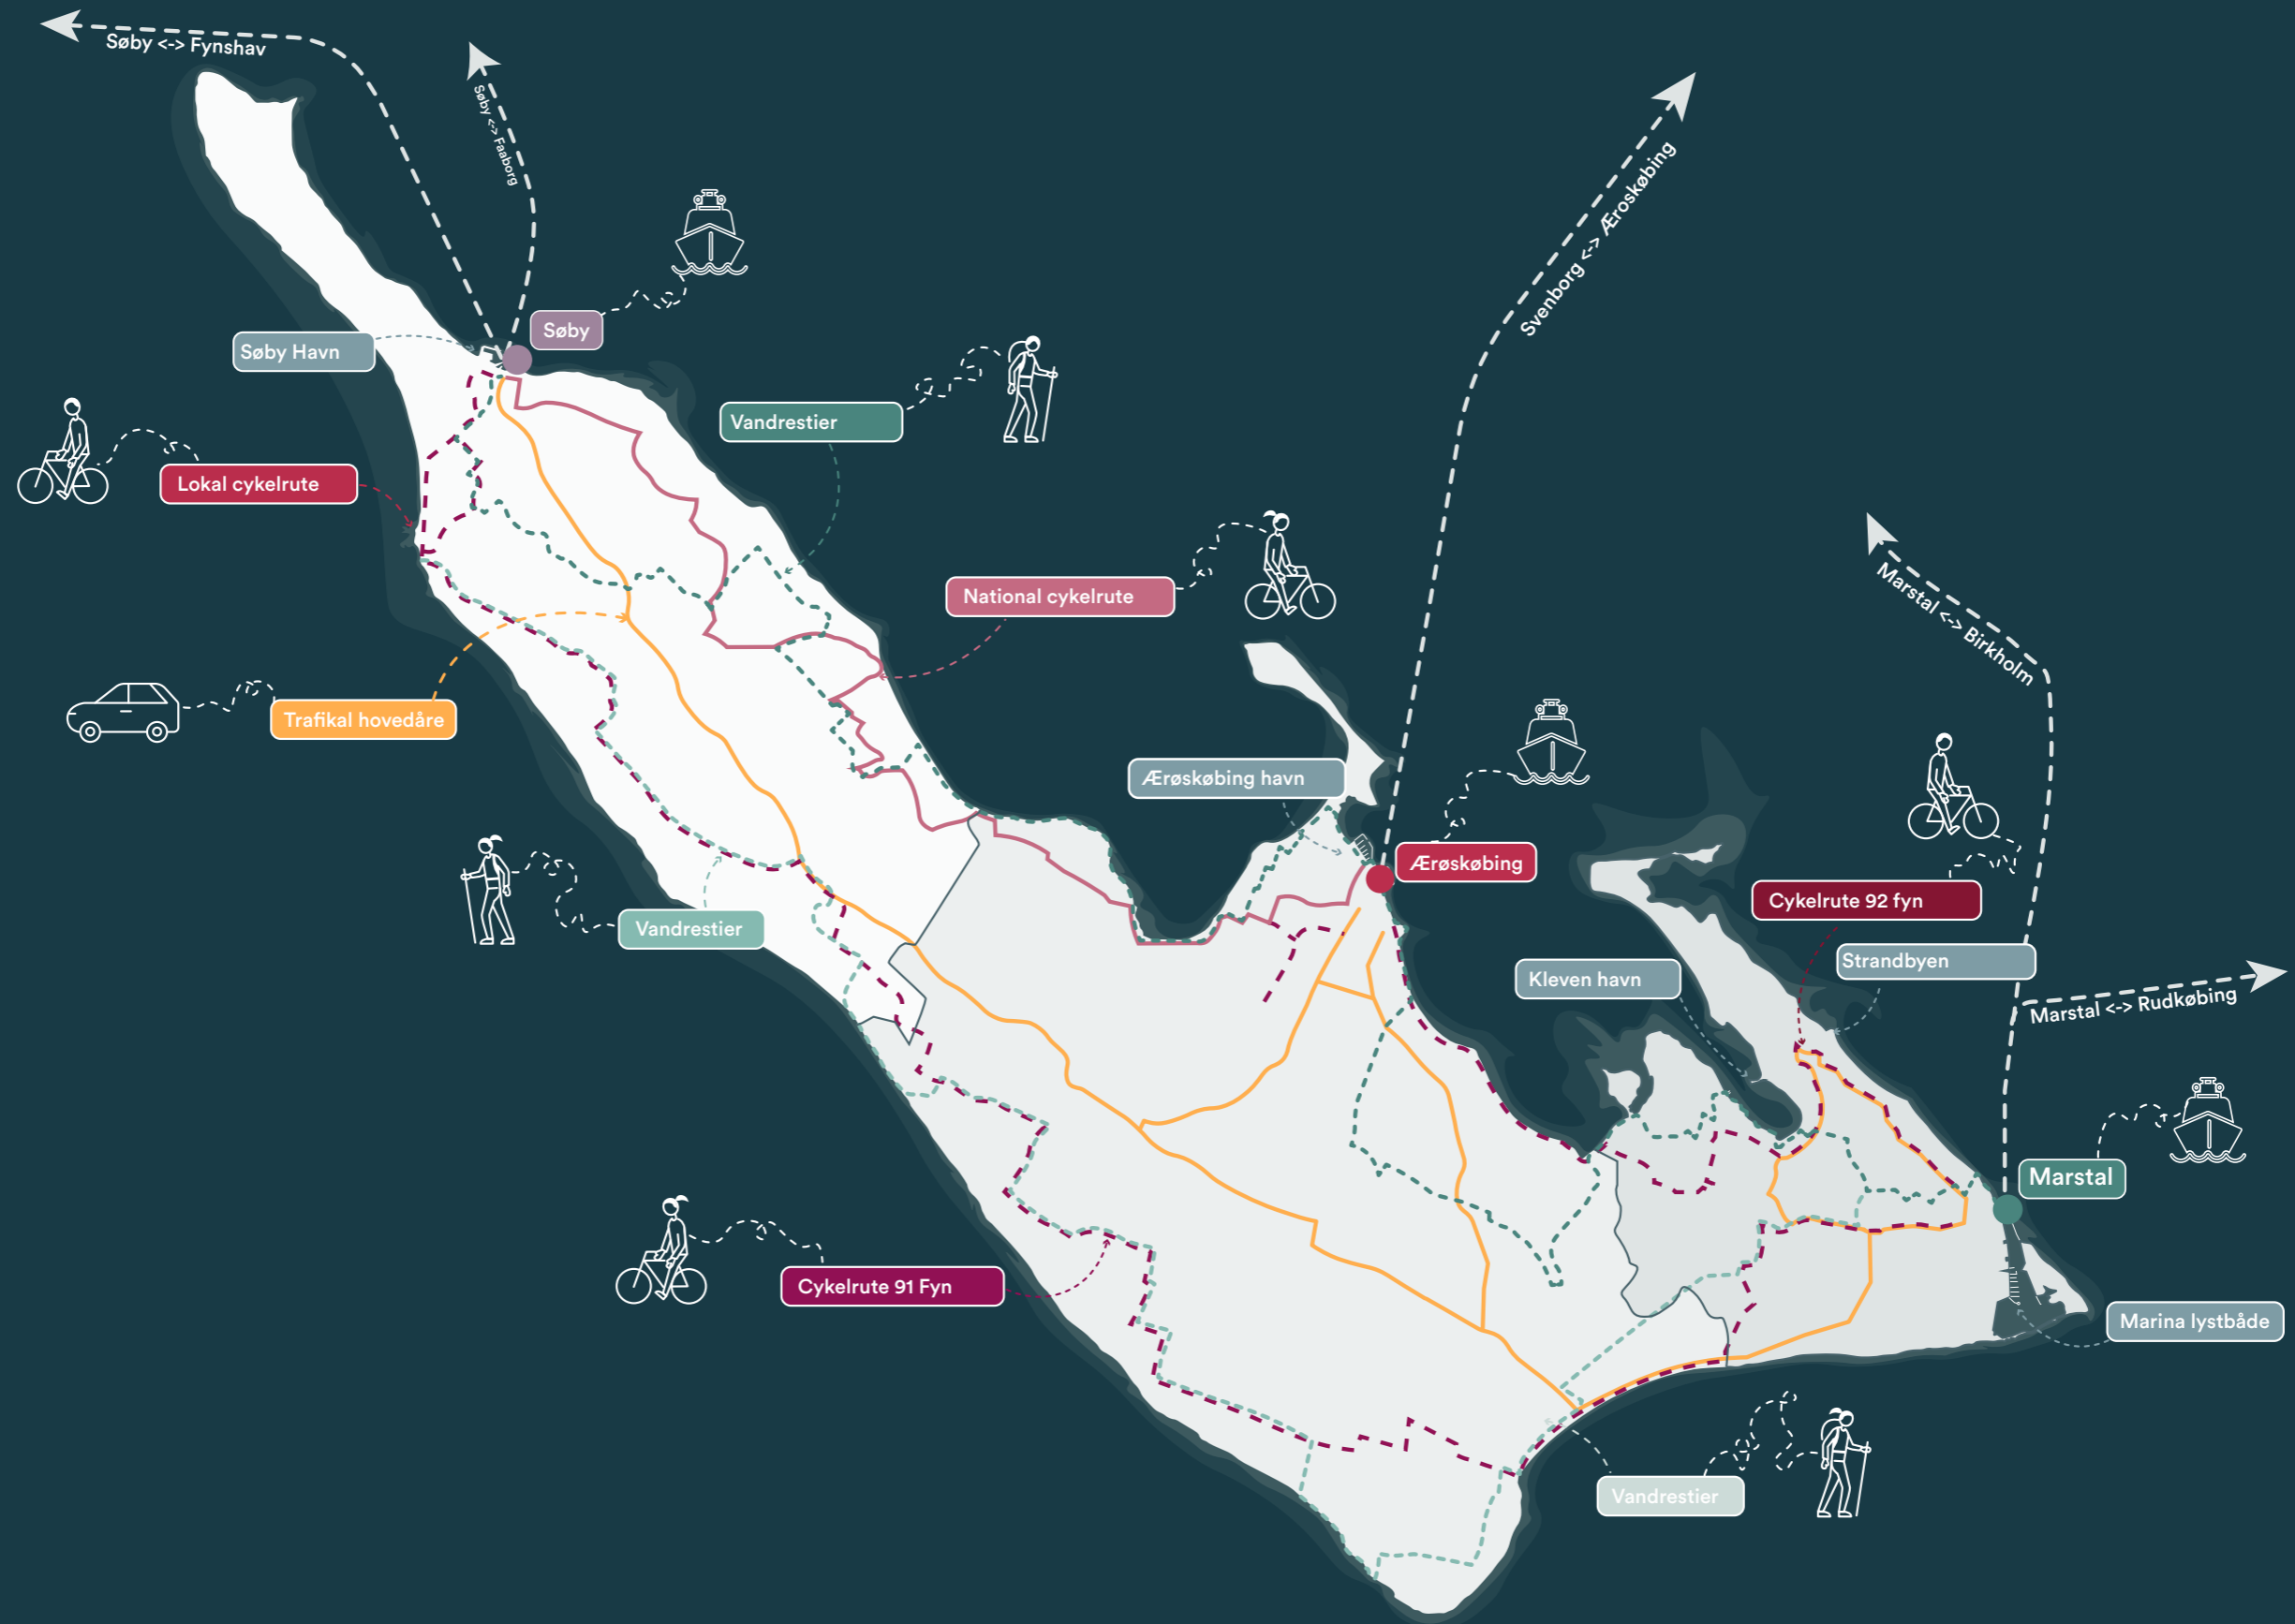 Søby <-> Fynshav
Søby <-> Faaborg
Svenborg <-> Æroskøbing
Søby
Søby Havn
Vandrestier
Lokal cykelrute
National cykelrute
Marstal <-> Birkholm
Trafikal hovedåre
Ærøskøbing havn
Ærøskøbing
Cykelrute 92 fyn
Vandrestier
Strandbyen
Kleven havn
Marstal <-> Rudkøbing
Marstal
Cykelrute 91 Fyn
Marina lystbåde
Vandrestier